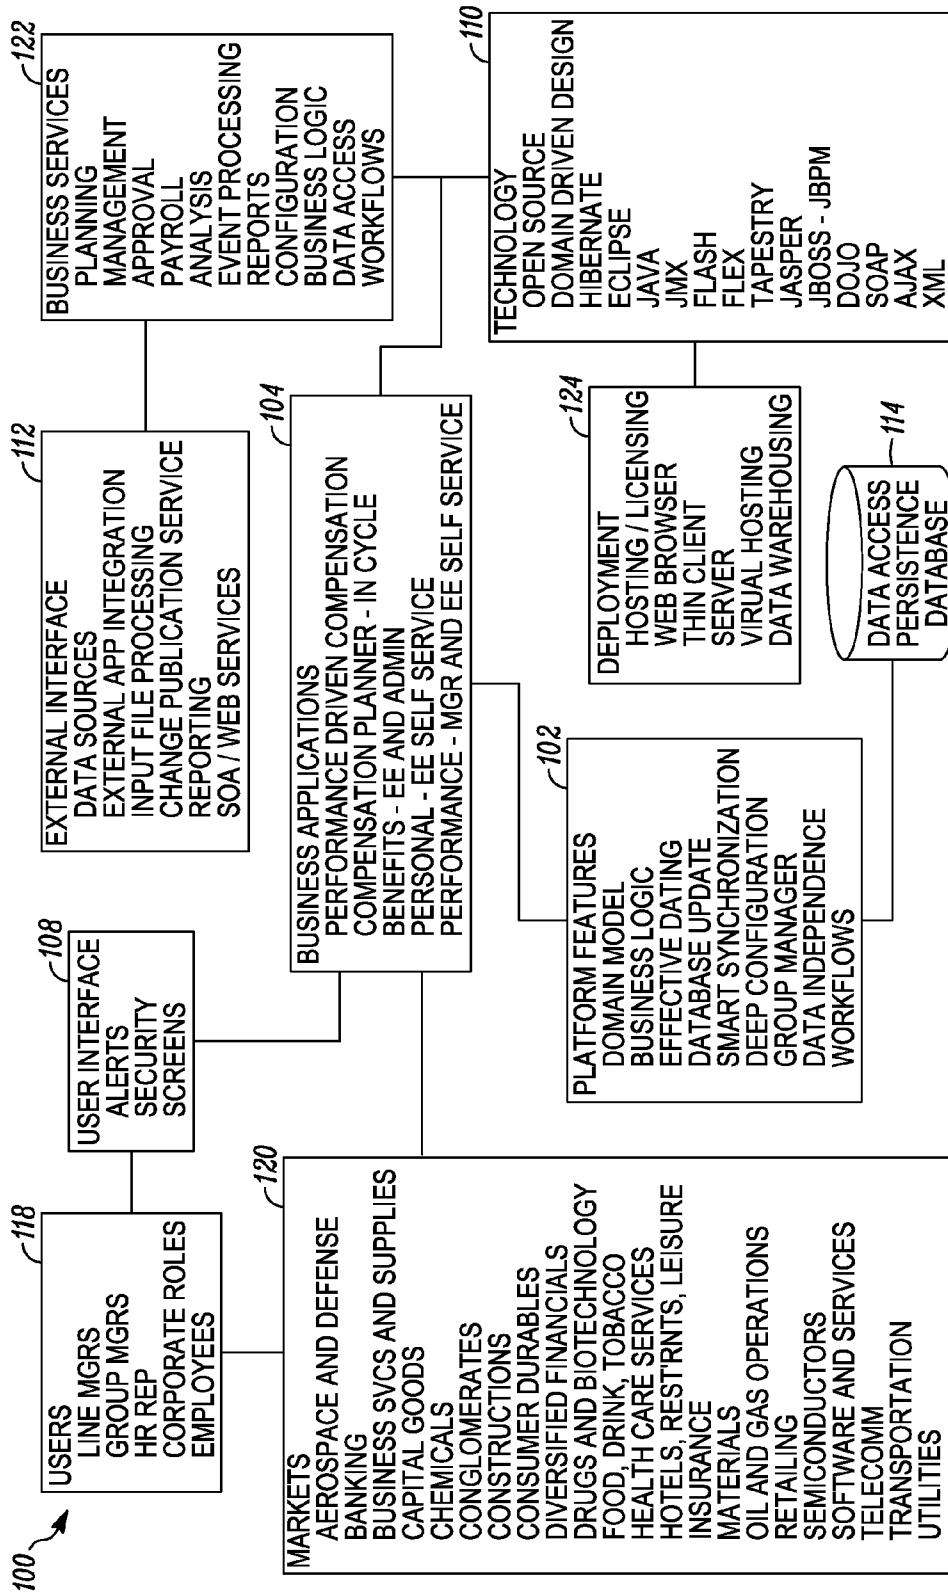 100
118
USERS
LINE MGRS
GROUP MGRS
HR REP
CORPORATE ROLES
EMPLOYEES
108
USER INTERFACE
ALERTS
SECURITY
SCREENS
112
EXTERNAL INTERFACE
DATA SOURCES
EXTERNAL APP INTEGRATION
INPUT FILE PROCESSING
CHANGE PUBLICATION SERVICE
REPORTING
SOA / WEB SERVICES
122
BUSINESS SERVICES
PLANNING
MANAGEMENT
APPROVAL
PAYROLL
ANALYSIS
EVENT PROCESSING
REPORTS
CONFIGURATION
BUSINESS LOGIC
DATA ACCESS
WORKFLOWS
120
MARKETS
AEROSPACE AND DEFENSE
BANKING
BUSINESS SVCS AND SUPPLIES
CAPITAL GOODS
CHEMICALS
CONGLOMERATES
CONSTRUCTIONS
CONSUMER DURABLES
DIVERSIFIED FINANCIALS
DRUGS AND BIOTECHNOLOGY
FOOD, DRINK, TOBACCO
HEALTH CARE SERVICES
HOTELS, REST'RNTS, LEISURE
INSURANCE
MATERIALS
OIL AND GAS OPERATIONS
RETAILING
SEMICONDUCTORS
SOFTWARE AND SERVICES
TELECOMM
TRANSPORTATION
UTILITIES
104
BUSINESS APPLICATIONS
PERFORMANCE DRIVEN COMPENSATION
COMPENSATION PLANNER - IN CYCLE
BENEFITS - EE AND ADMIN
PERSONAL - EE SELF SERVICE
PERFORMANCE - MGR AND EE SELF SERVICE
102
PLATFORM FEATURES
DOMAIN MODEL
BUSINESS LOGIC
EFFECTIVE DATING
DATABASE UPDATE
SMART SYNCHRONIZATION
DEEP CONFIGURATION
GROUP MANAGER
DATA INDEPENDENCE
WORKFLOWS
124
DEPLOYMENT
HOSTING / LICENSING
WEB BROWSER
THIN CLIENT
SERVER
VIRUAL HOSTING
DATA WAREHOUSING
114
DATA ACCESS
PERSISTENCE
DATABASE
110
TECHNOLOGY
OPEN SOURCE
DOMAIN DRIVEN DESIGN
HIBERNATE
ECLIPSE
JAVA
JMX
FLASH
FLEX
TAPESTRY
JASPER
JBOSS - JBPM
DOJO
SOAP
AJAX
XML